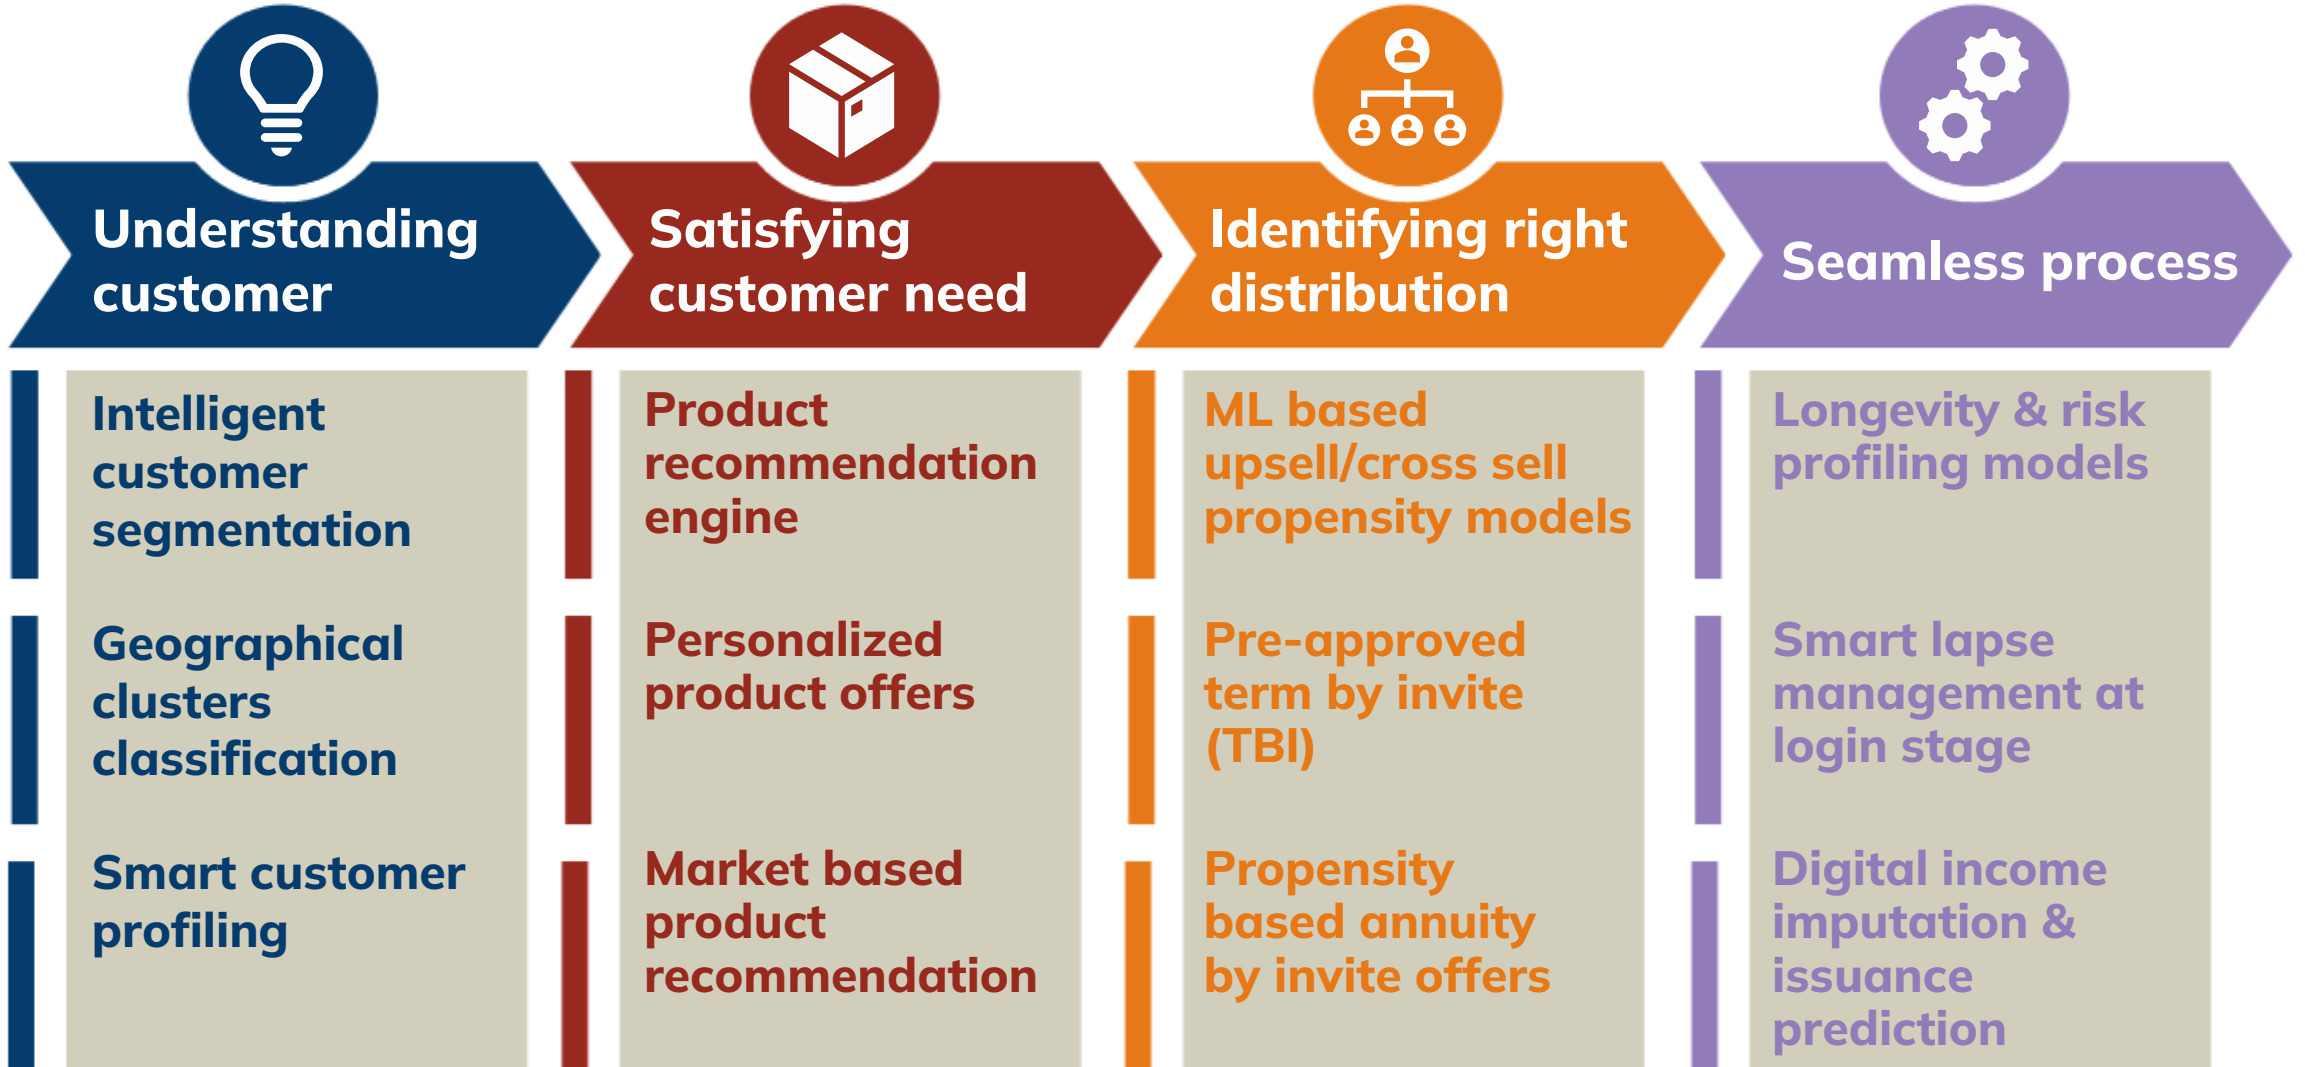 Understanding
customer
Intelligent
customer
segmentation
Geographical
clusters
classification
Smart customer
profiling
Satisfying
customer need
Product
recommendation
engine
Personalized
product offers
Market based
product
recommendation
Identifying right
distribution
ML based
upsell/cross sell
propensity models
Pre-approved
term by invite
(TBI)
Propensity
based annuity
by invite offers
Seamless process
Longevity & risk
profiling models
Smart lapse
management at
login stage
Digital income
imputation &
issuance
prediction